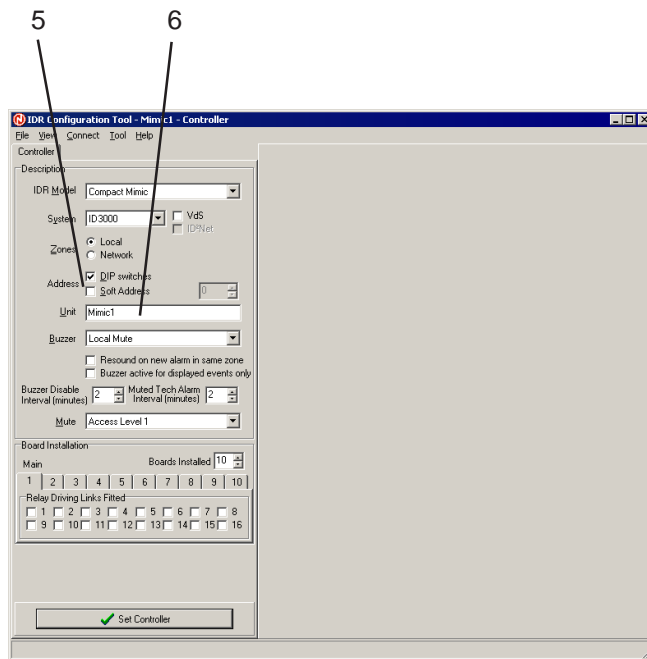 5 6
IDR Configuration Tool - Mimic1 - Controller
File View Connect Tool Help
Controller
Description
IDR Model Compact Mimic
System ID3000 VdS
ID²Net
Zones Local
Network
Address DIP switches
Soft Address 0
Unit Mimic1
Buzzer Local Mute
Resound on new alarm in same zone
Buzzer active for displayed events only
Buzzer Disable Interval (minutes) 2 Muted Tech Alarm Interval (minutes) 2
Mute Access Level 1
Board Installation
Main Boards Installed 10
1 2 3 4 5 6 7 8 9 10
Relay Driving Links Fitted
1 2 3 4 5 6 7 8
9 10 11 12 13 14 15 16
Set Controller